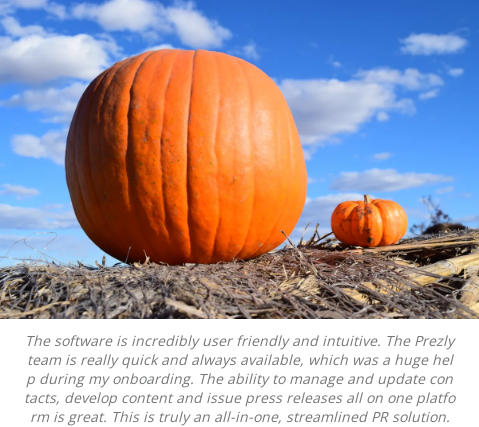 The software is incredibly user friendly and intuitive. The Prezly
team is really quick and always available, which was a huge hel
p during my onboarding. The ability to manage and update con
tacts, develop content and issue press releases all on one platfo
rm is great. This is truly an all-in-one, streamlined PR solution.